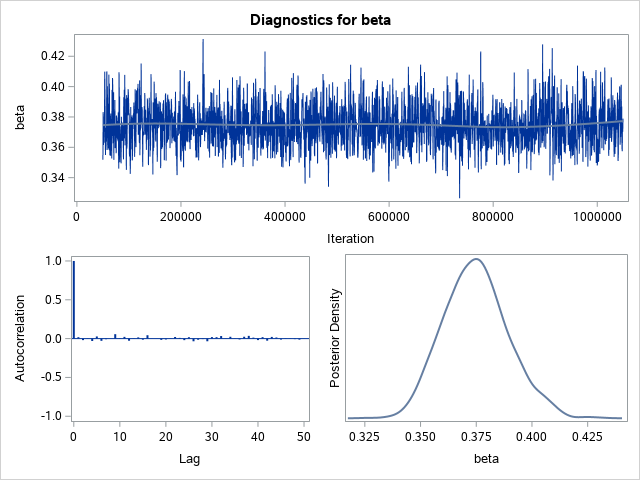 Diagnostics for beta
beta
0.42
0.40
0.38
0.36
0.34
0 200000 400000 600000 800000 1000000
Iteration
Autocorrelation
1.0
0.5
0.0
-0.5
-1.0
0 10 20 30 40 50
Lag
Posterior Density
0.325 0.350 0.375 0.400 0.425
beta